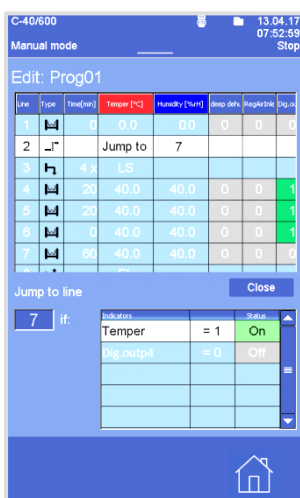 C-40/600 13.04.17
07:52:59
Manual mode Stop
Edit: Prog01
Line Type Time[min] Temper [°C] Humidity [%rH] deep dehu RegAirInle Dig.ou
1 0 0.0 0.0 0 0
2 Jump to 7
3 4 x LS
4 20 40.0 40.0 0 0 1
5 20 40.0 40.0 0 0 1
6 0 40.0 40.0 0 0 1
7 60 40.0 40.0 0 0
Jump to line Close
7 if: Indicators Status
Temper = 1 On
Dig.outp4 = 0 Off